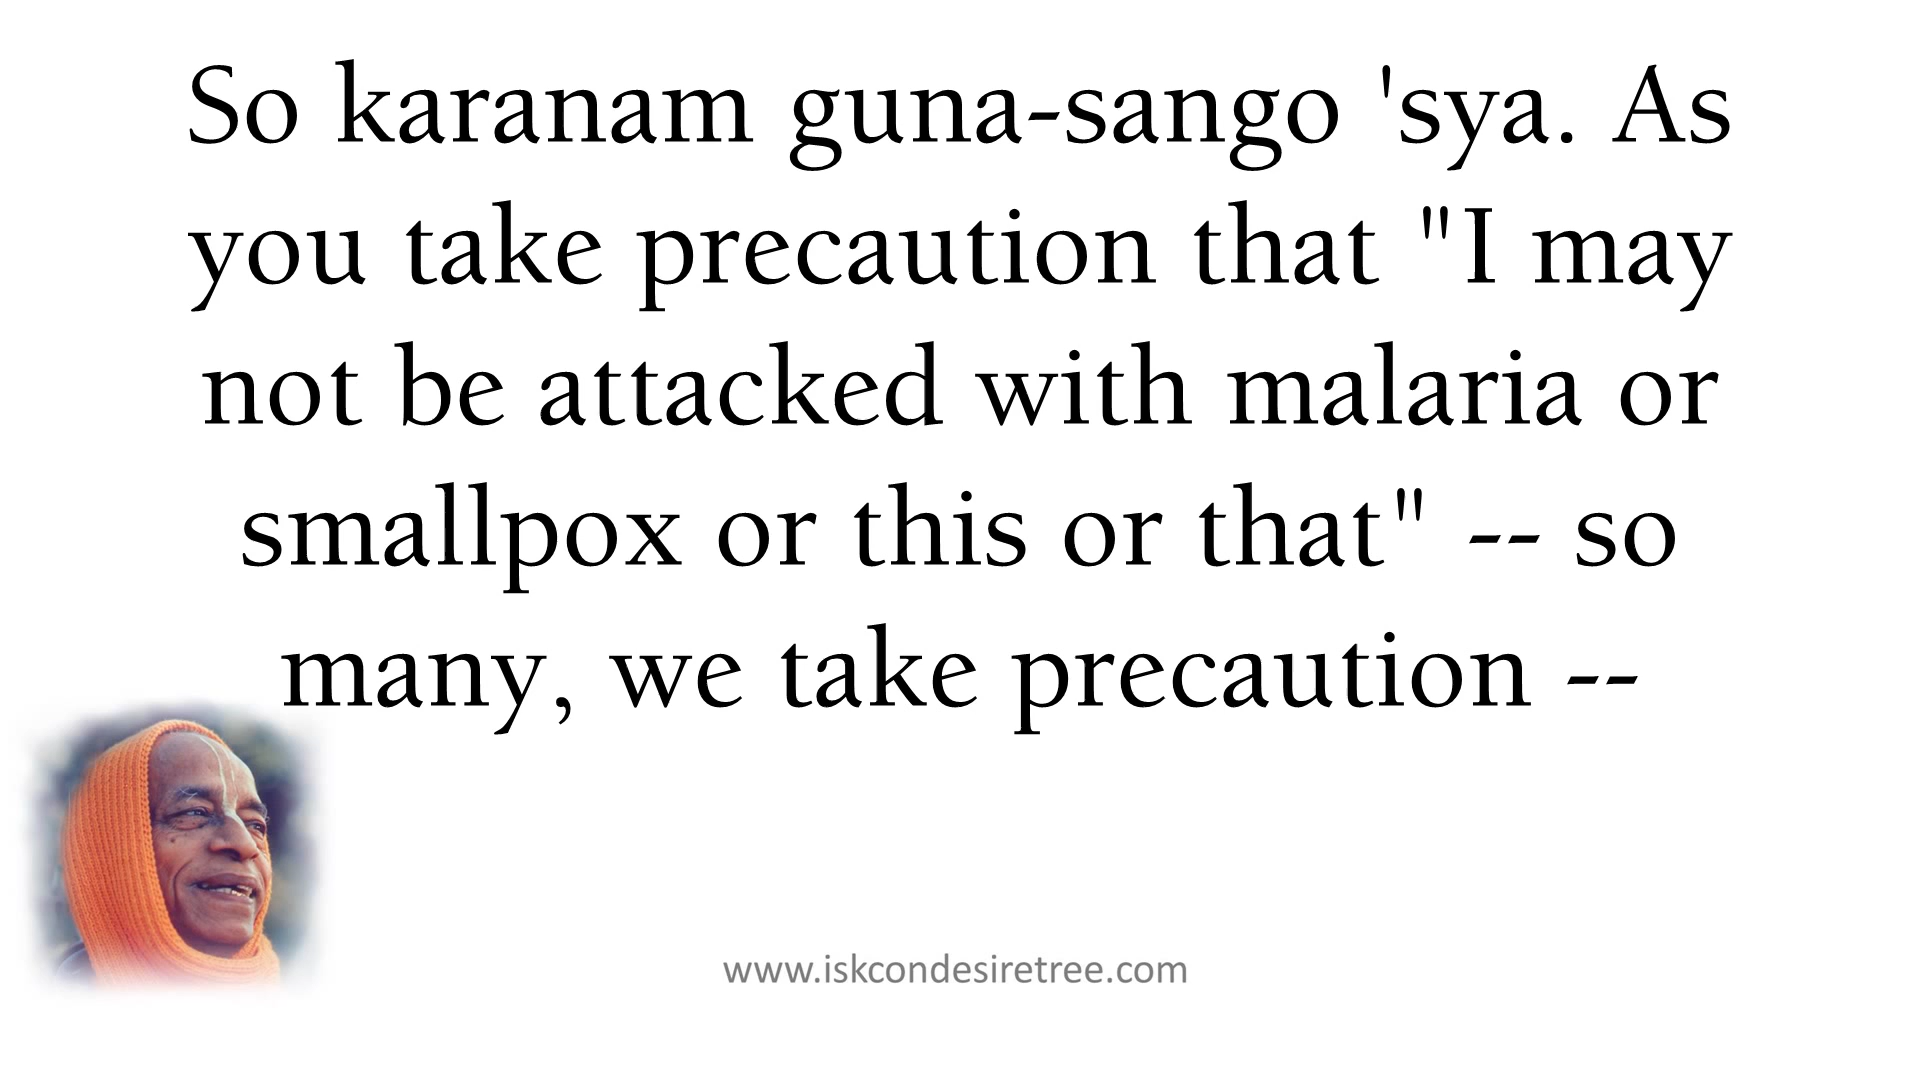 So karanam guna-sango 'sya. As
you take precaution that "I may
not be attacked with malaria or
smallpox or this or that" -- so
many, we take precaution --
www.iskcondesiretree.com